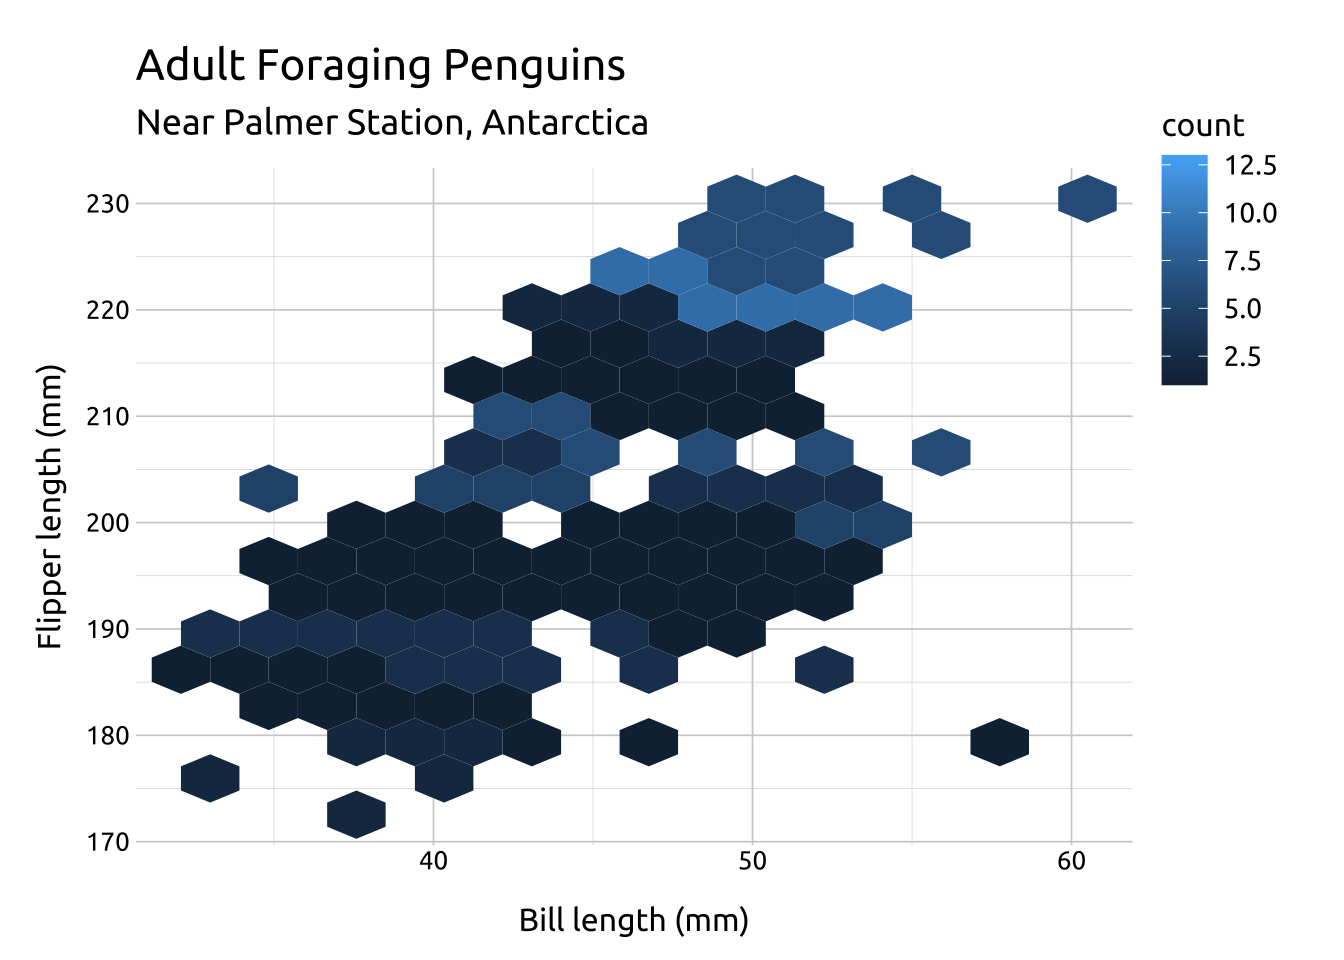 Adult Foraging Penguins
Near Palmer Station, Antarctica
count
12.5
10.0
7.5
5.0
2.5
Flipper length (mm)
230
220
210
200
190
180
170
40 50 60
Bill length (mm)